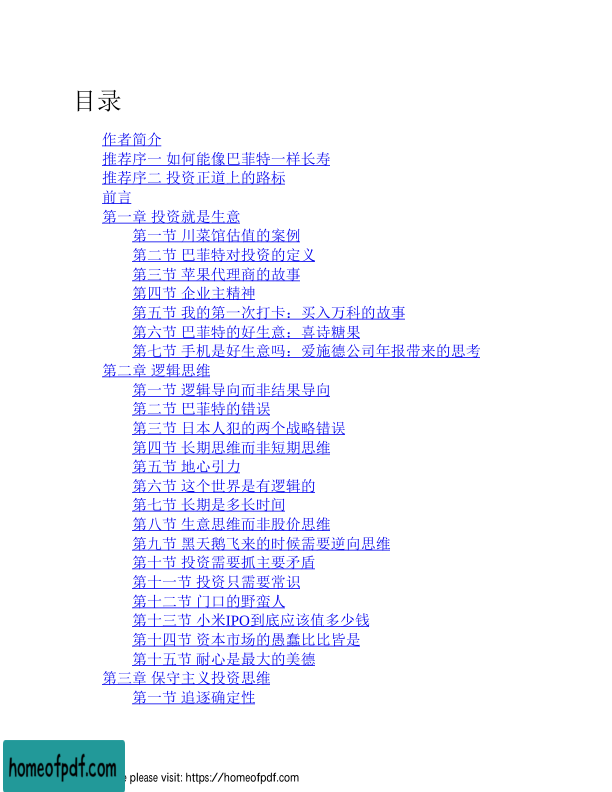 目录
作者简介
推荐序一 如何能像巴菲特一样长寿
推荐序二 投资正道上的路标
前言
第一章 投资就是生意
第一节 川菜馆估值的案例
第二节 巴菲特对投资的定义
第三节 苹果代理商的故事
第四节 企业主精神
第五节 我的第一次打卡：买入万科的故事
第六节 巴菲特的好生意：喜诗糖果
第七节 手机是好生意吗：爱施德公司年报带来的思考
第二章 逻辑思维
第一节 逻辑导向而非结果导向
第二节 巴菲特的错误
第三节 日本人犯的两个战略错误
第四节 长期思维而非短期思维
第五节 地心引力
第六节 这个世界是有逻辑的
第七节 长期是多长时间
第八节 生意思维而非股价思维
第九节 黑天鹅飞来的时候需要逆向思维
第十节 投资需要抓主要矛盾
第十一节 投资只需要常识
第十二节 门口的野蛮人
第十三节 小米IPO到底应该值多少钱
第十四节 资本市场的愚蠢比比皆是
第十五节 耐心是最大的美德
第三章 保守主义投资思维
第一节 追逐确定性
homeofpdf.com
please visit: https://homeofpdf.com